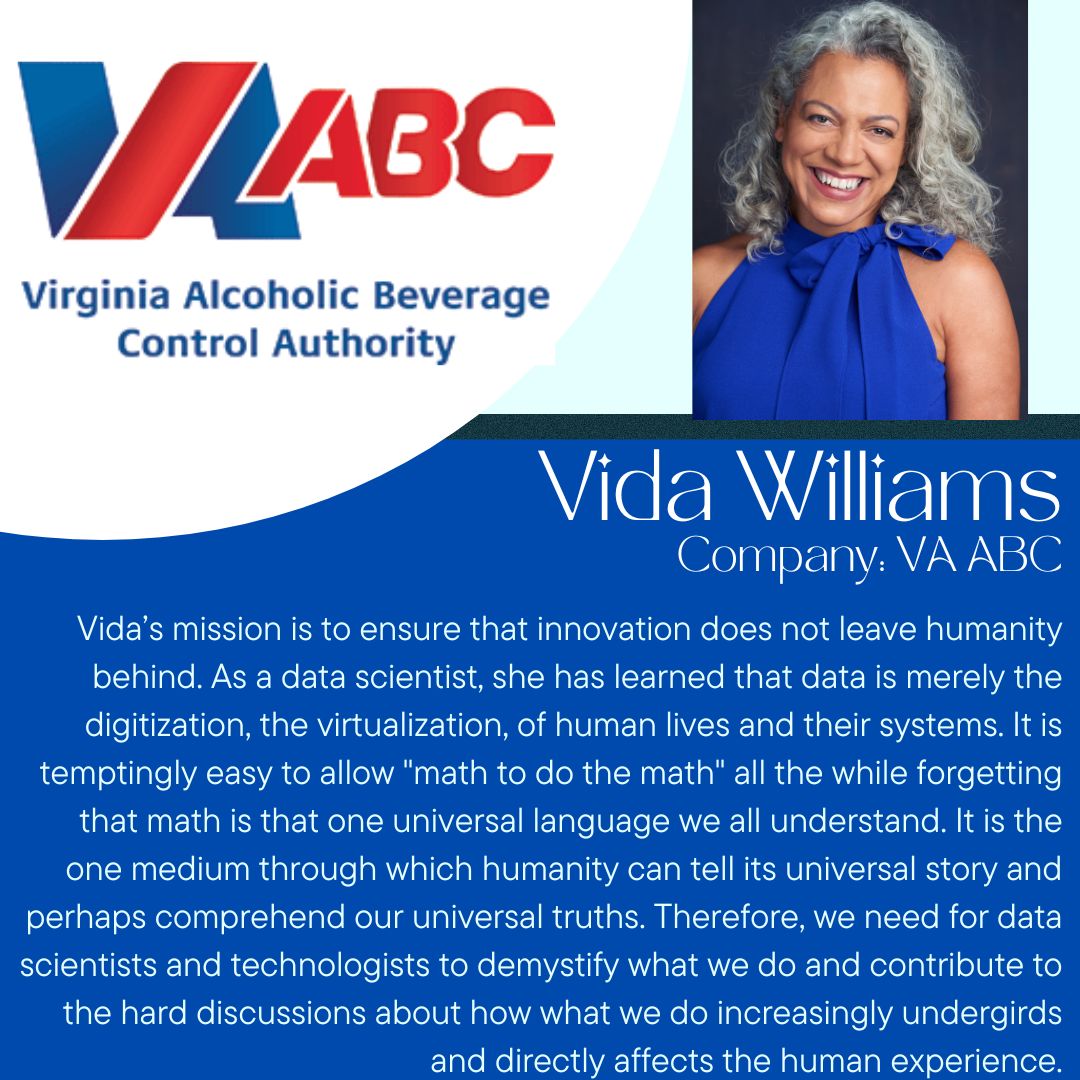 VA ABC
Virginia Alcoholic Beverage
Control Authority
Vida Williams
Company: VA ABC
Vida’s mission is to ensure that innovation does not leave humanity
behind. As a data scientist, she has learned that data is merely the
digitization, the virtualization, of human lives and their systems. It is
temptingly easy to allow "math to do the math" all the while forgetting
that math is that one universal language we all understand. It is the
one medium through which humanity can tell its universal story and
perhaps comprehend our universal truths. Therefore, we need for data
scientists and technologists to demystify what we do and contribute to
the hard discussions about how what we do increasingly undergirds
and directly affects the human experience.